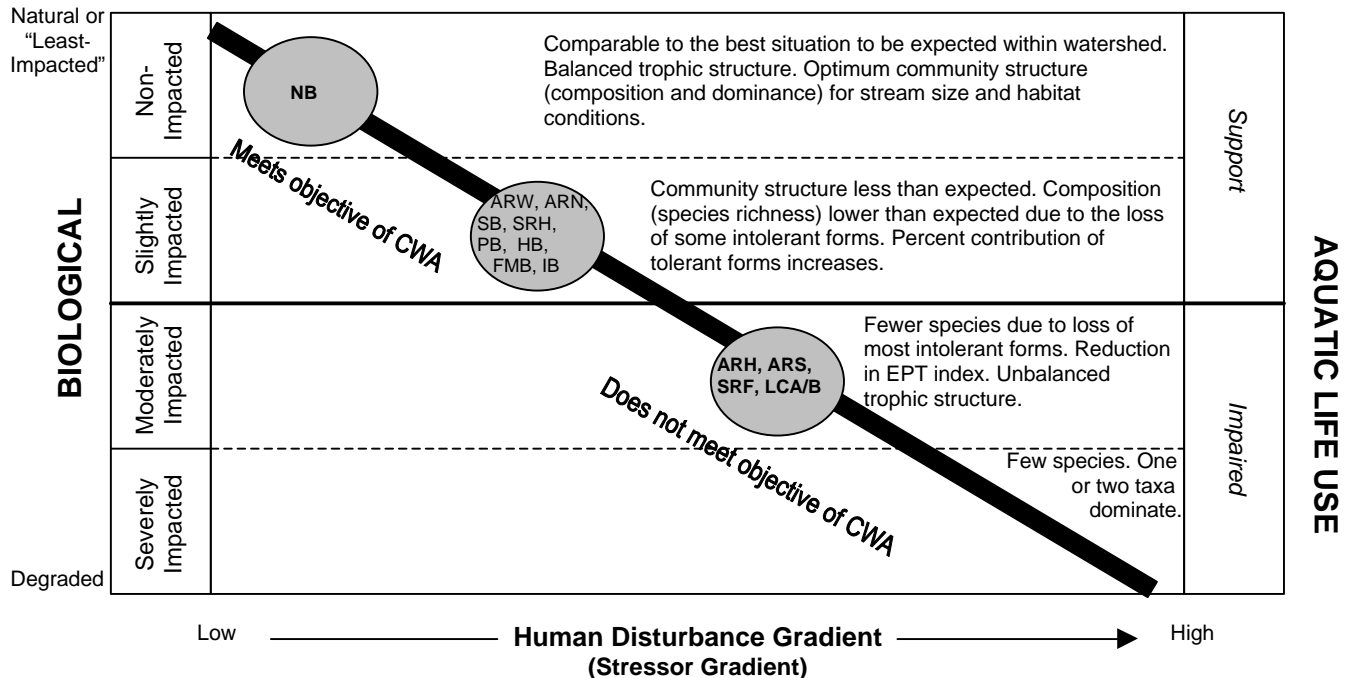 Natural or
“Least-
Impacted”
Degraded
BIOLOGICAL
Non-
Impacted
Slightly
Impacted
Moderately
Impacted
Severely
Impacted
NB
Comparable to the best situation to be expected within watershed.
Balanced trophic structure. Optimum community structure
(composition and dominance) for stream size and habitat
conditions.
Meets objective of CWA
ARW, ARN,
SB, SRH,
PB, HB,
FMB, IB
Community structure less than expected. Composition
(species richness) lower than expected due to the loss
of some intolerant forms. Percent contribution of
tolerant forms increases.
ARH, ARS,
SRF, LCA/B
Fewer species due to loss of
most intolerant forms. Reduction
in EPT index. Unbalanced
trophic structure.
Does not meet objective of CWA
Few species. One
or two taxa
dominate.
Support
Impaired
AQUATIC LIFE USE
Low
Human Disturbance Gradient
(Stressor Gradient)
High